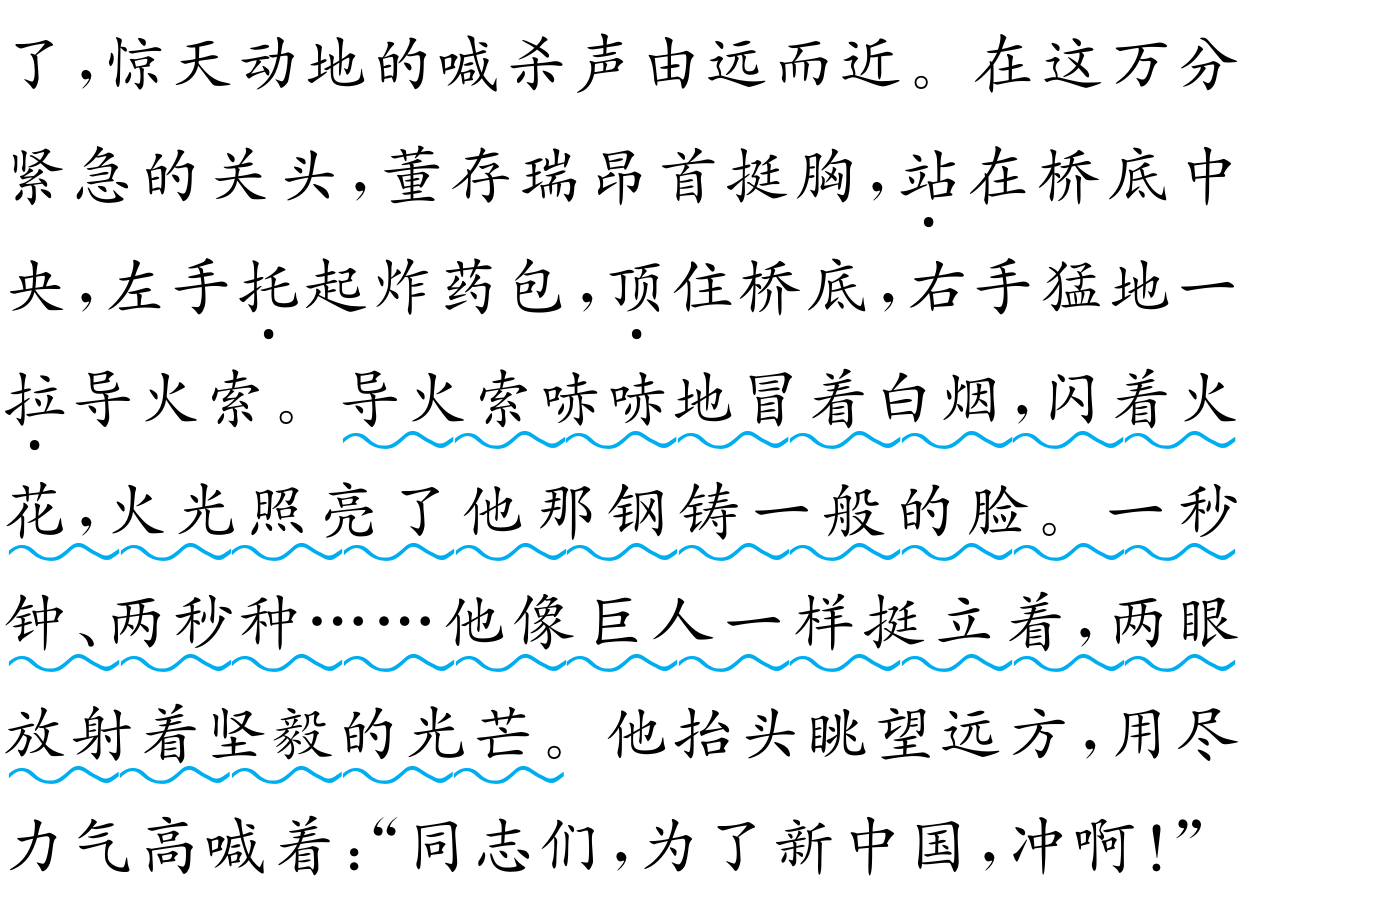 了,惊天动地的喊杀声由远而近。在这万分
紧急的关头,董存瑞昂首挺胸,站在桥底中
央,左手托起炸药包,顶住桥底,右手猛地一
拉导火索。导火索哧哧地冒着白烟,闪着火
花,火光照亮了他那钢铸一般的脸。一秒
钟、两秒种……他像巨人一样挺立着,两眼
放射着坚毅的光芒。他抬头眺望远方,用尽
力气高喊着:“同志们,为了新中国,冲啊!”